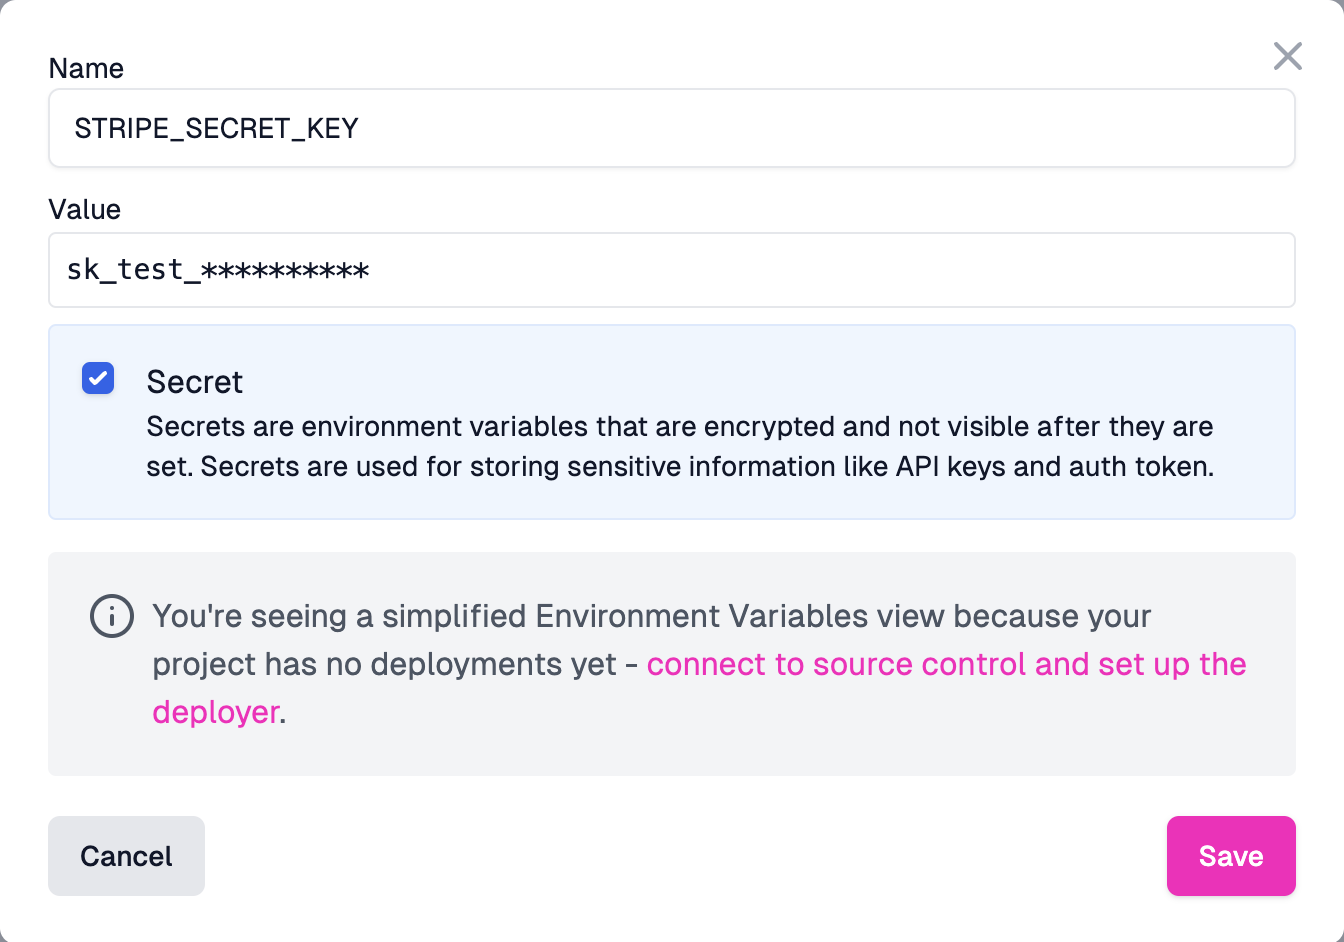 Name
STRIPE_SECRET_KEY
Value
sk_test_**********
Secret
Secrets are environment variables that are encrypted and not visible after they are
set. Secrets are used for storing sensitive information like API keys and auth token.
You're seeing a simplified Environment Variables view because your
project has no deployments yet - connect to source control and set up the
deployer.
Cancel
Save